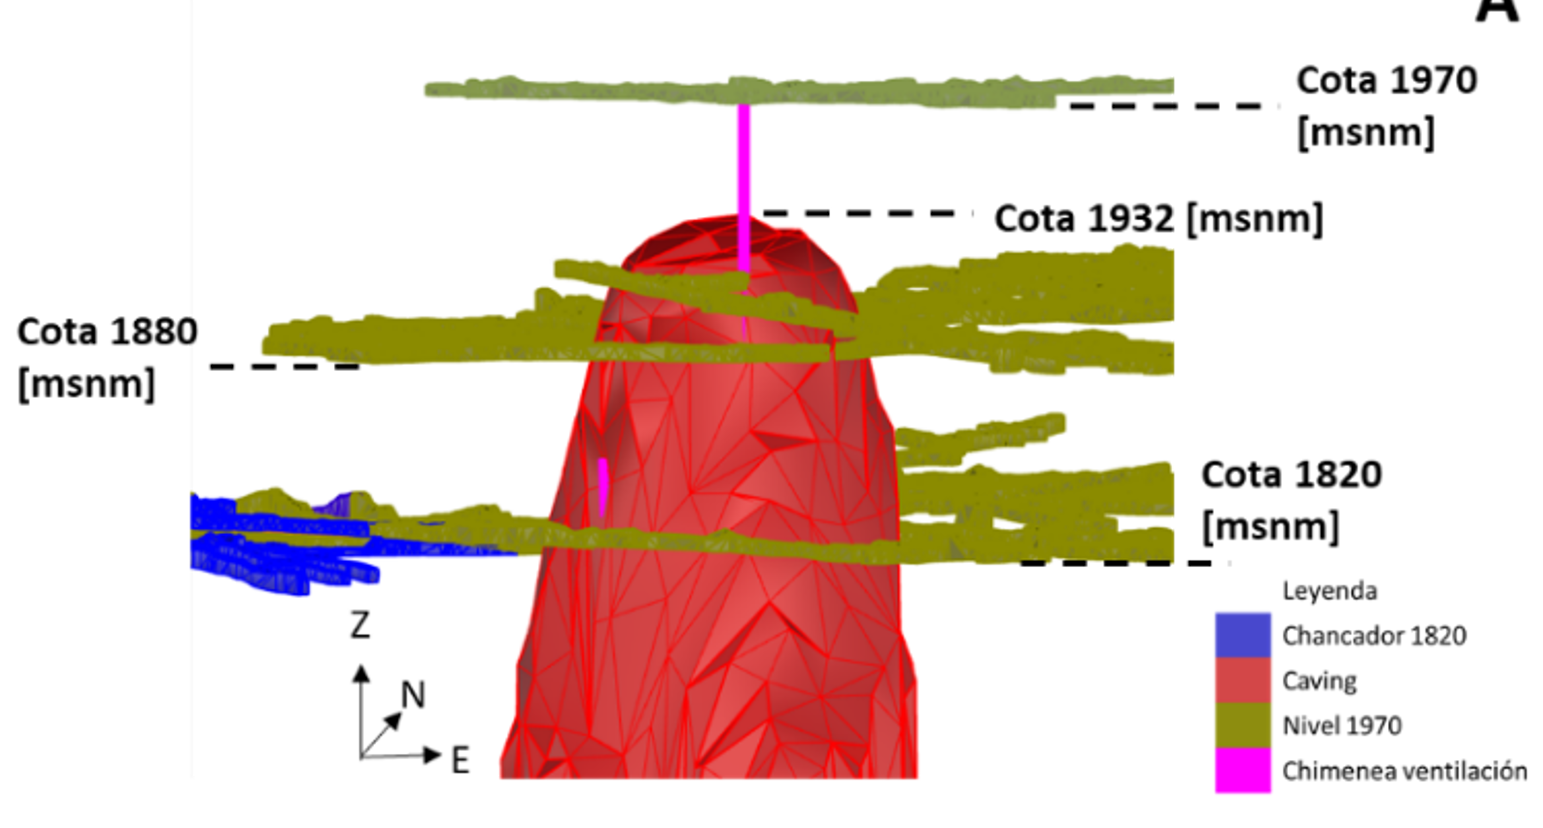 A
Cota 1970
[msnm]
Cota 1932 [msnm]
Cota 1880
[msnm]
Cota 1820
[msnm]
Z
N
E
Leyenda
Chancador 1820
Caving
Nivel 1970
Chimenea ventilación